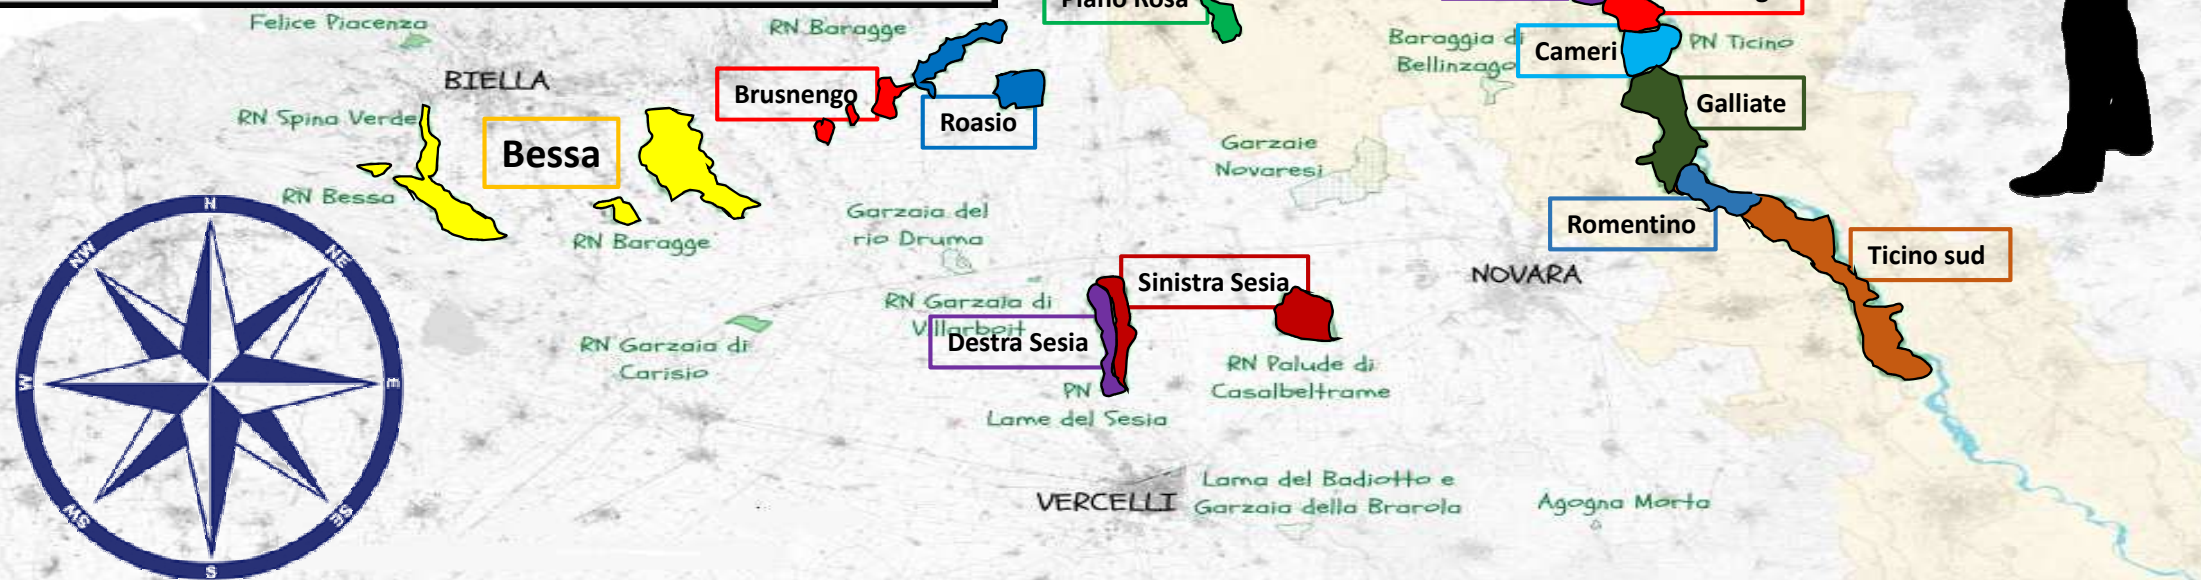 Piano Rosa
Felice Piacenza
RN Baragge
Baraggia di
Bellinzago
Cameri
PN Ticino
BIELLA
Brusnengo
Galliate
RN Spina Verde
Roasio
Bessa
Garzaie
Novaresi
RN Bessa
Garzaia del
rio Druma
Romentino
RN Baragge
Ticino sud
NOVARA
Sinistra Sesia
RN Garzaia di
Villarboit
Destra Sesia
RN Garzaia di
Carisio
RN Palude di
Casalbeltrame
PN
Lame del Sesia
VERCELLI
Lama del Badiotto e
Garzaia della Brarola
Agogna Morta
N
NE
E
SE
S
SW
W
NW